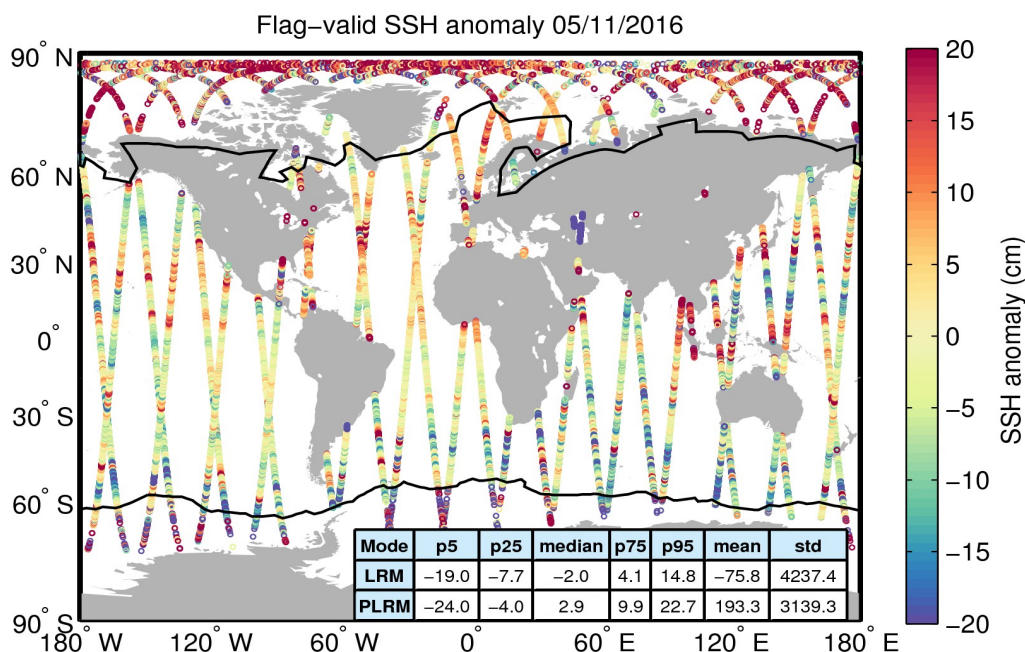 Flag−valid SSH anomaly 05/11/2016
90° N
60° N
30° N
0°
30° S
60° S
90° S
180° W
120° W
60° W
0°
60° E
120° E
180° E
Mode p5 p25 median p75 p95 mean std
LRM −19.0 −7.7 −2.0 4.1 14.8 −75.8 4237.4
PLRM −24.0 −4.0 2.9 9.9 22.7 193.3 3139.3
20
15
10
5
0
−5
−10
−15
−20
SSH anomaly (cm)